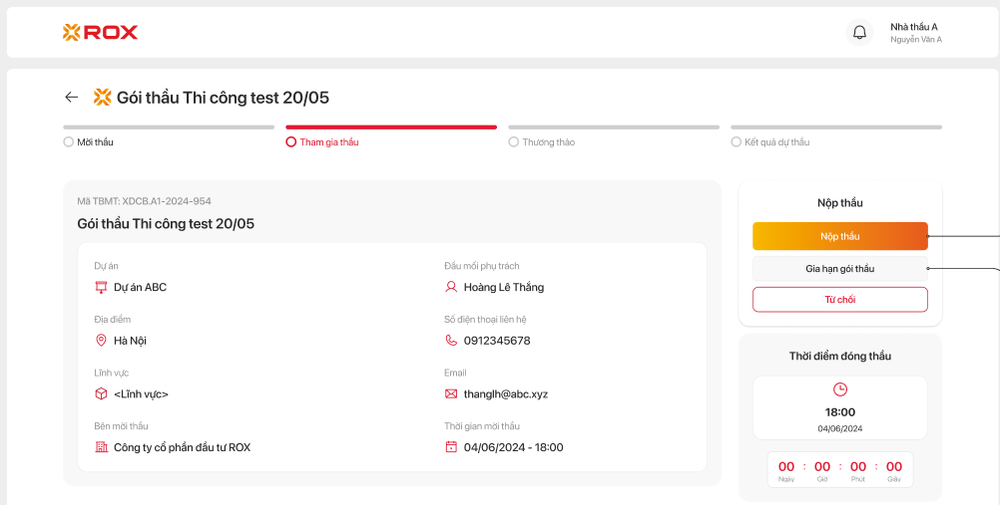 ROX
Nhà thầu A
Nguyễn Văn A
Gói thầu Thi công test 20/05
Mời thầu
Tham gia thầu
Thương thảo
Kết quả dự thầu
Mã TBMT: XDCB.A1-2024-954
Gói thầu Thi công test 20/05
Dự án
Dự án ABC
Đầu mối phụ trách
Hoàng Lê Thắng
Địa điểm
Hà Nội
Số điện thoại liên hệ
0912345678
Lĩnh vực
<Lĩnh vực>
Email
thanglh@abc.xyz
Bên mời thầu
Công ty cổ phần đầu tư ROX
Thời gian mời thầu
04/06/2024 - 18:00
Nộp thầu
Nộp thầu
Gia hạn gói thầu
Từ chối
Thời điểm đóng thầu
18:00
04/06/2024
00 : 00 : 00 : 00
Ngày Giờ Phút Giây